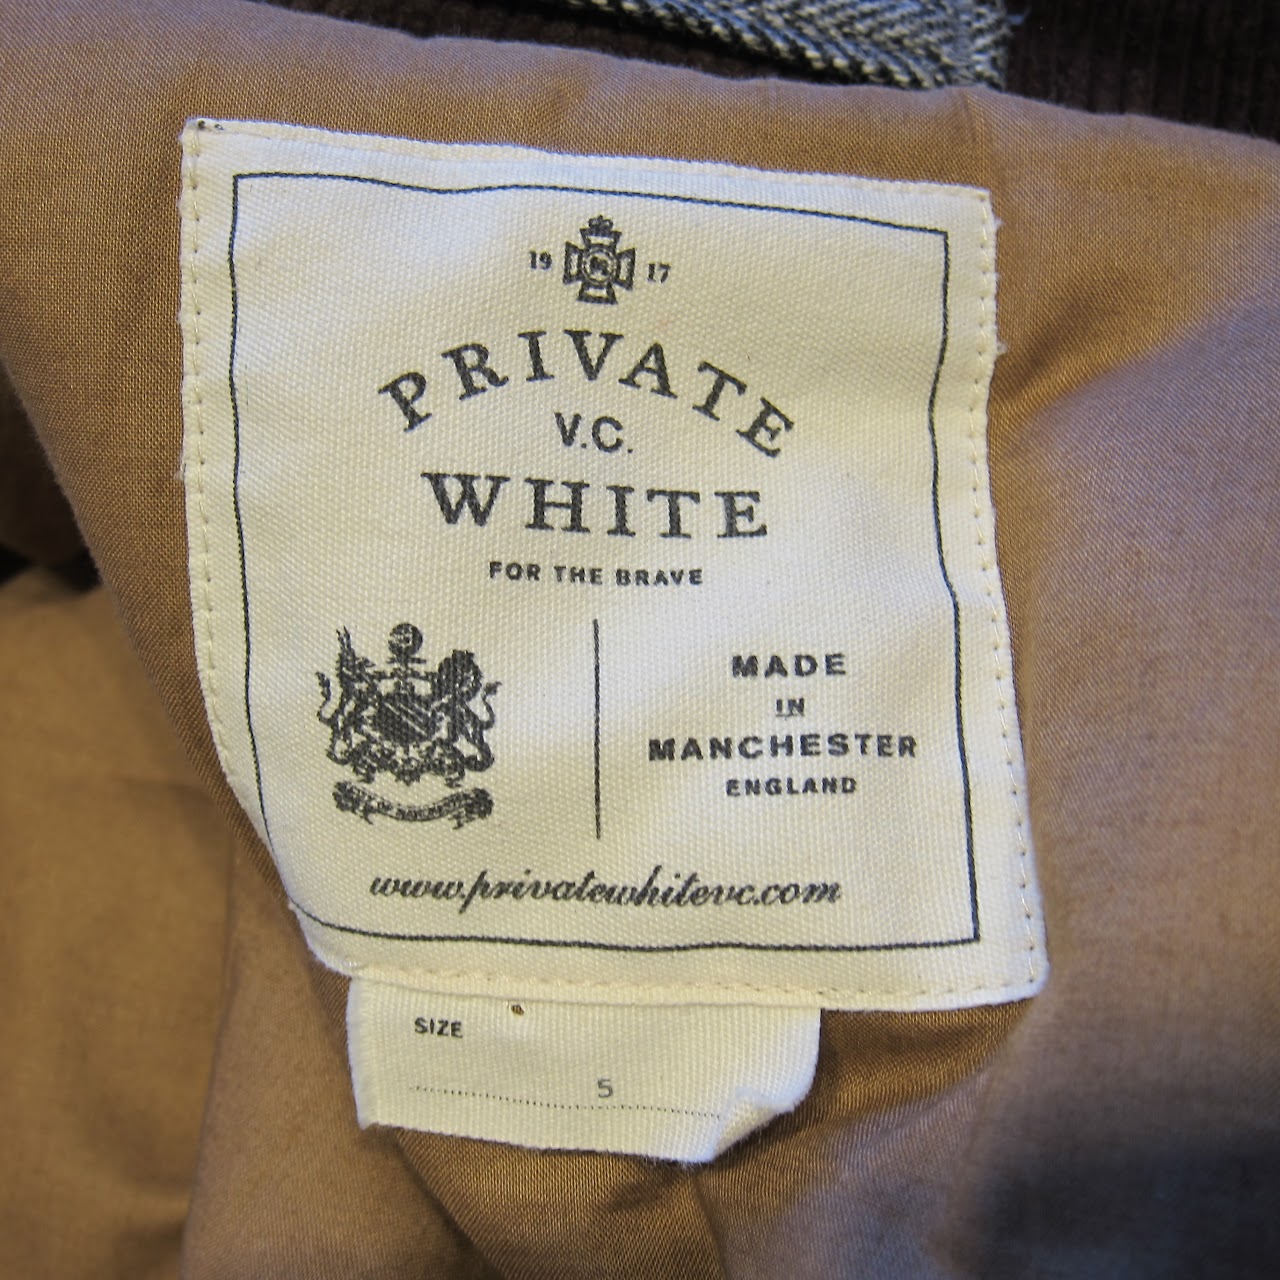 19 17
PRIVATE
V.C.
WHITE
FOR THE BRAVE
MADE
IN
MANCHESTER
ENGLAND
www.privatewhitevc.com
SIZE
5